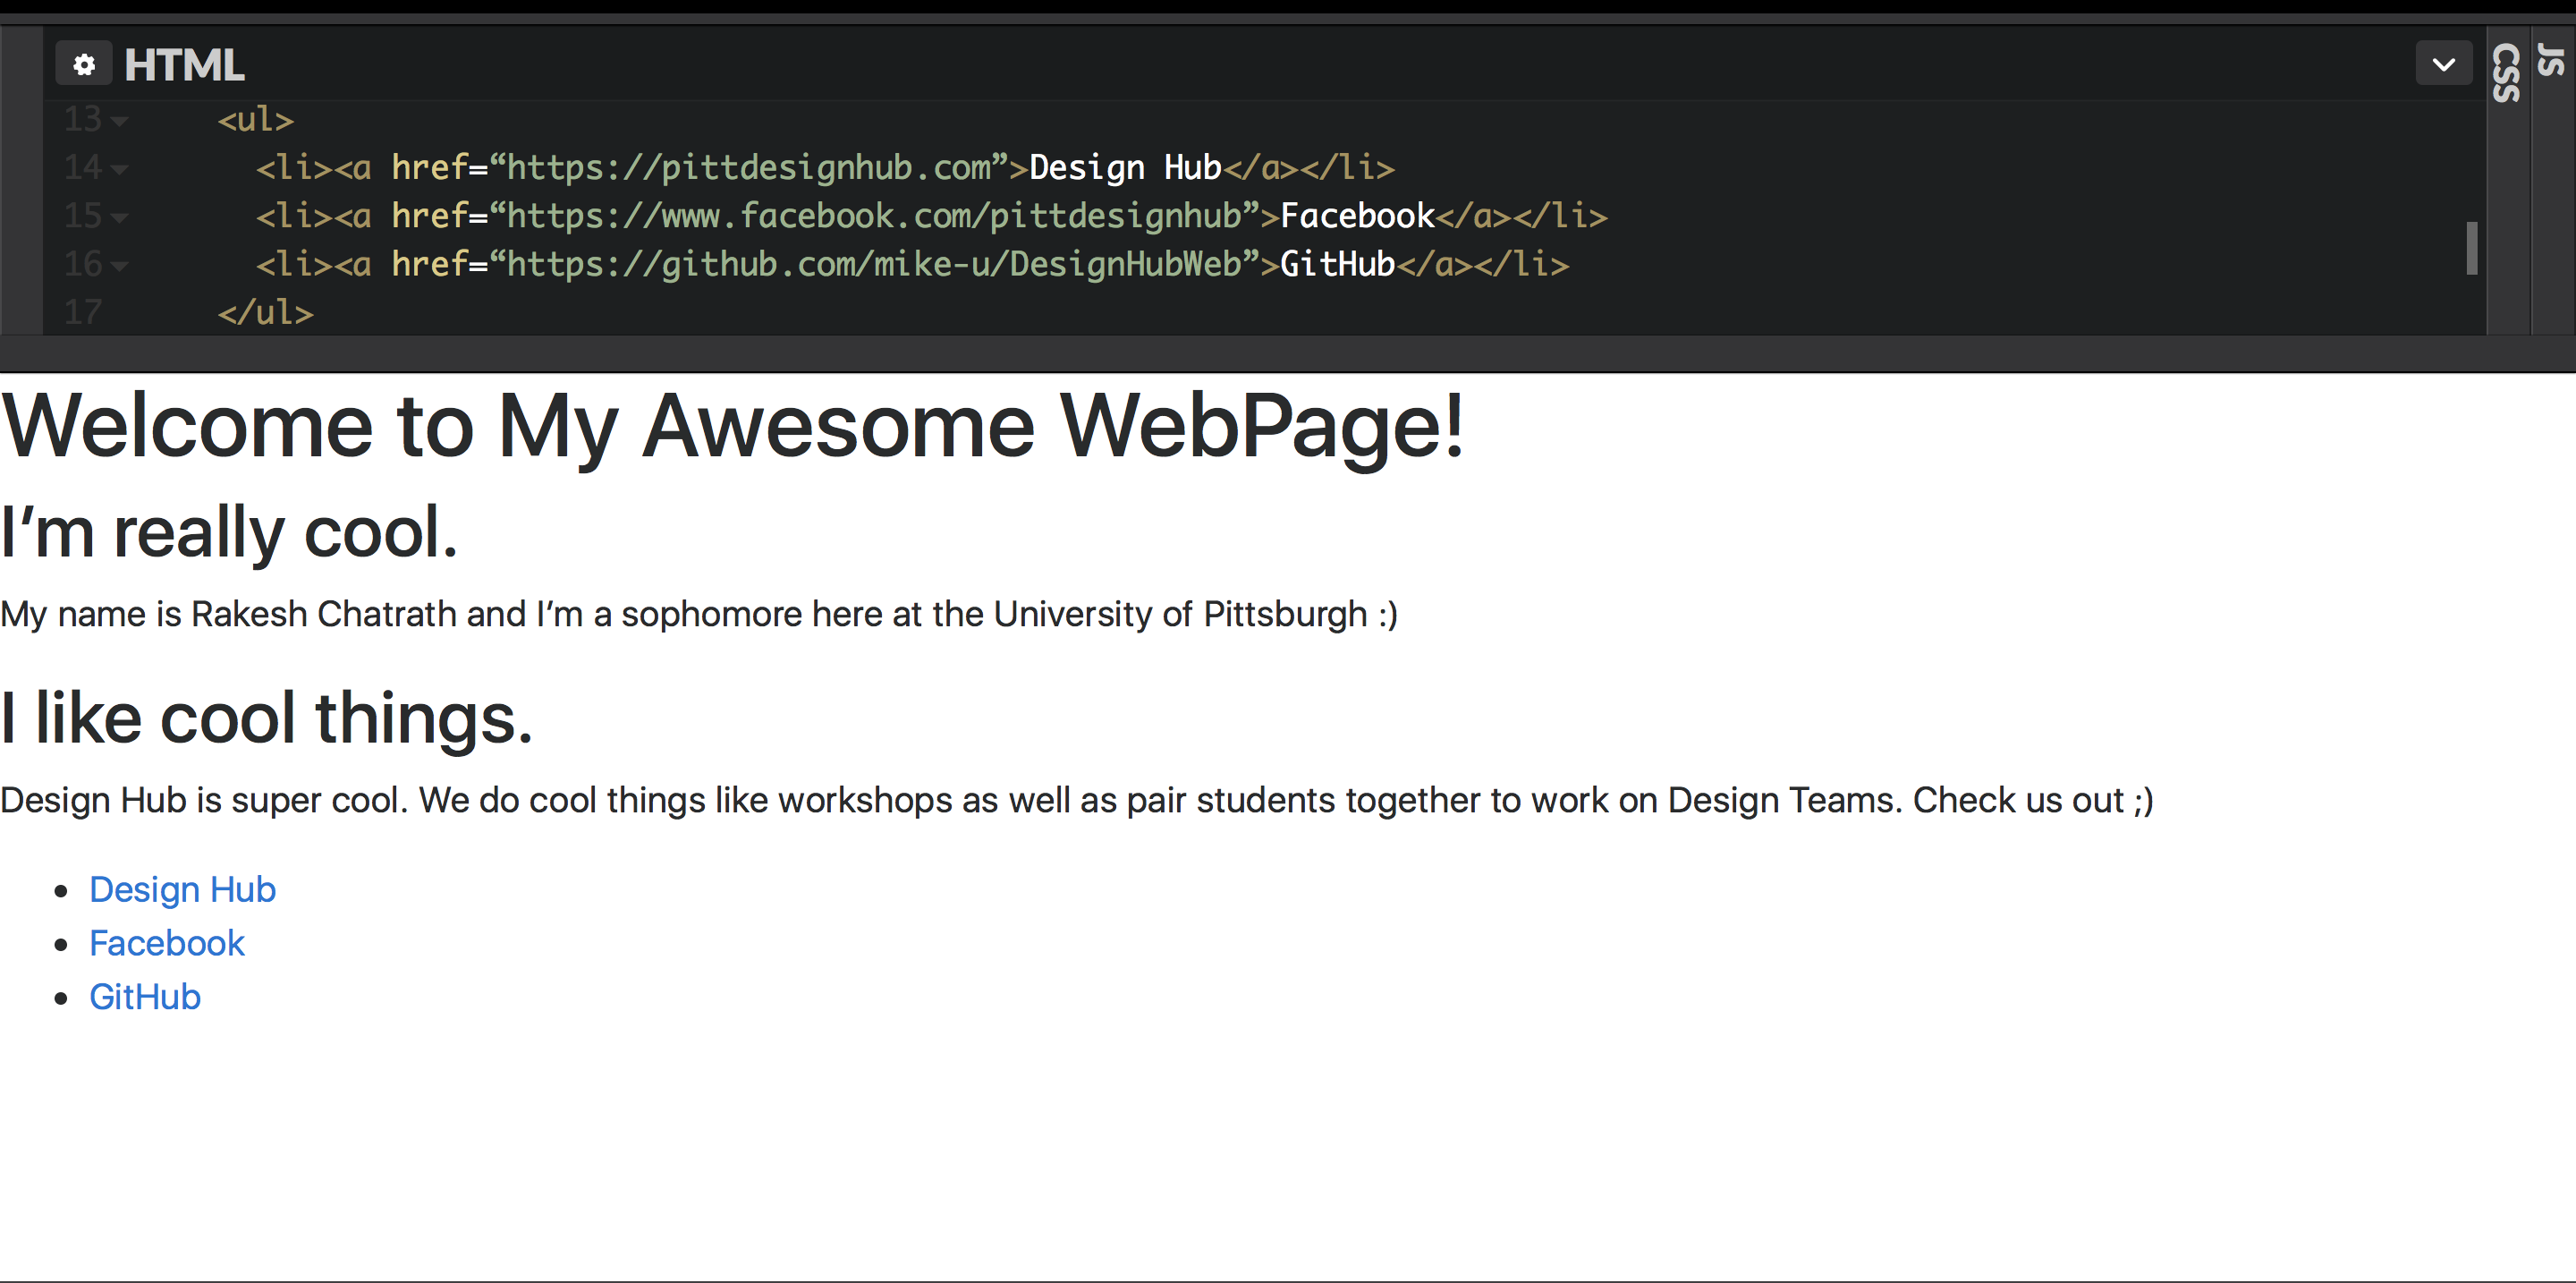 HTML
CSS
JS
13 <ul>
14 <li><a href=“https://pittdesignhub.com”>Design Hub</a></li>
15 <li><a href=“https://www.facebook.com/pittdesignhub”>Facebook</a></li>
16 <li><a href=“https://github.com/mike-u/DesignHubWeb”>GitHub</a></li>
17 </ul>
Welcome to My Awesome WebPage!
I’m really cool.
My name is Rakesh Chatrath and I’m a sophomore here at the University of Pittsburgh :)
I like cool things.
Design Hub is super cool. We do cool things like workshops as well as pair students together to work on Design Teams. Check us out ;)
• Design Hub
• Facebook
• GitHub